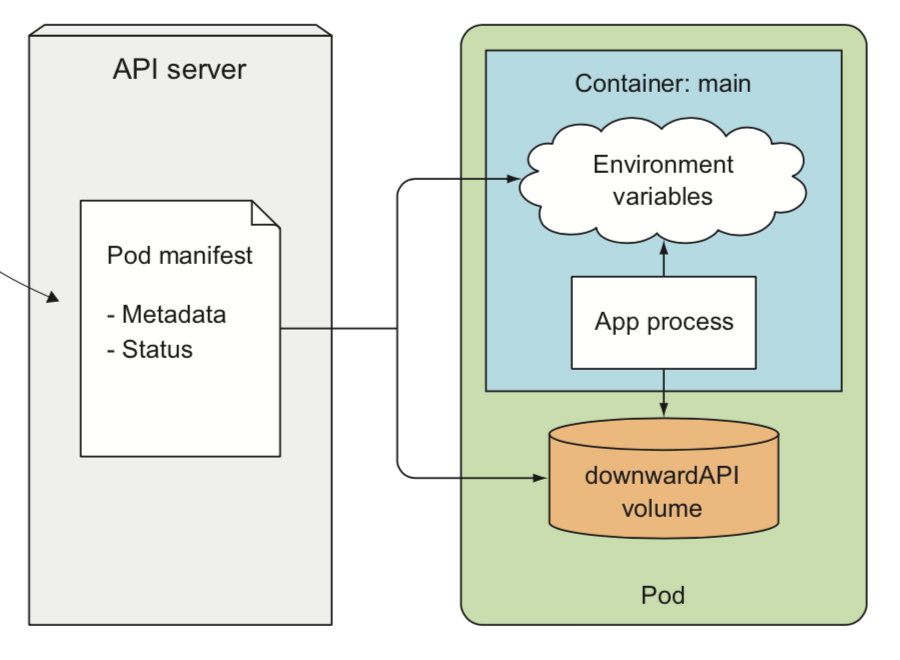 API server
Pod manifest
- Metadata
- Status
Container: main
Environment
variables
App process
downwardAPI
volume
Pod